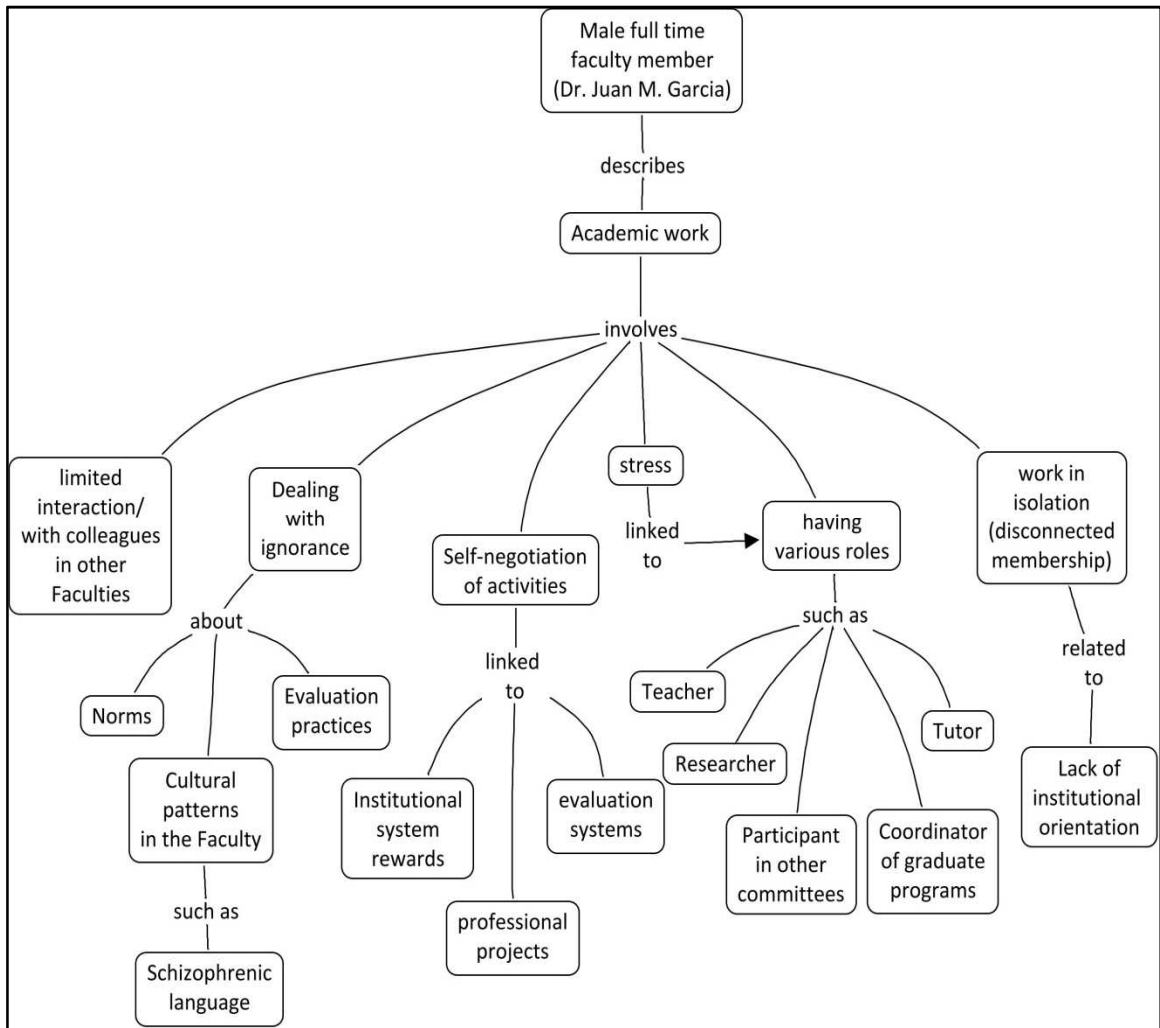 Male full time
faculty member
(Dr. Juan M. Garcia)
describes
Academic work
involves
limited
interaction/
with colleagues
in other
Faculties
Dealing
with
ignorance
about
Norms
Cultural
patterns
in the Faculty
such as
Schizophrenic
language
Evaluation
practices
Self-negotiation
of activities
linked
to
Institutional
system
rewards
professional
projects
evaluation
systems
stress
linked
to
having
various roles
such as
Teacher
Researcher
Participant
in other
committees
Coordinator
of graduate
programs
Tutor
work in
isolation
(disconnected
membership)
related
to
Lack of
institutional
orientation